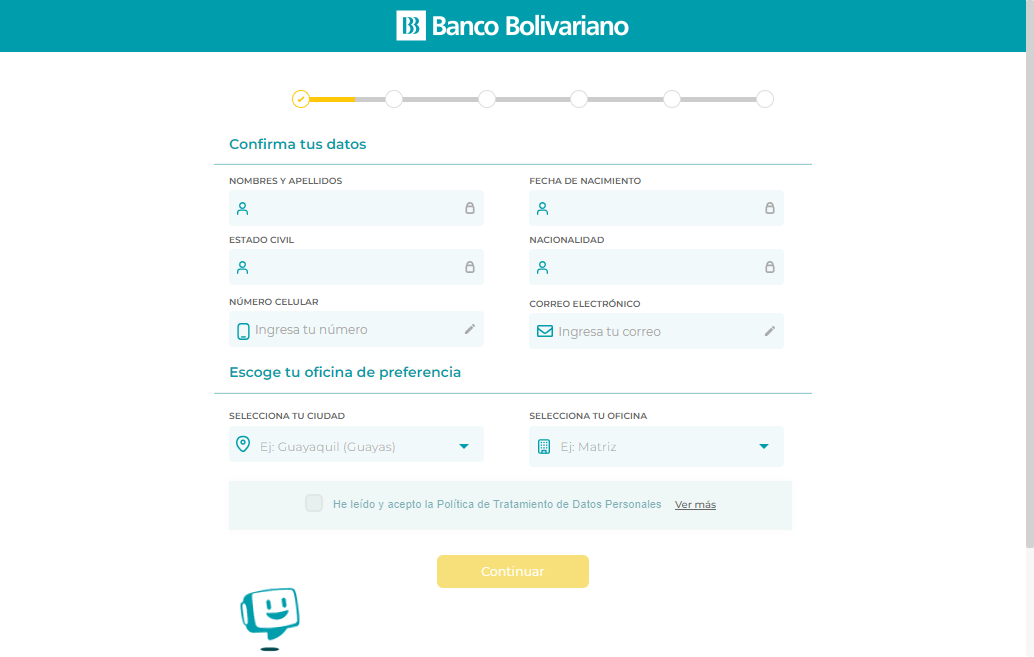 Banco Bolivariano
Confirma tus datos
NOMBRES Y APELLIDOS
FECHA DE NACIMIENTO
ESTADO CIVIL
NACIONALIDAD
NÚMERO CELULAR
CORREO ELECTRÓNICO
Ingresa tu número
Ingresa tu correo
Escoge tu oficina de preferencia
SELECCIONA TU CIUDAD
SELECCIONA TU OFICINA
Ej: Guayaquil (Guayas)
Ej: Matriz
He leído y acepto la Política de Tratamiento de Datos Personales Ver más
Continuar